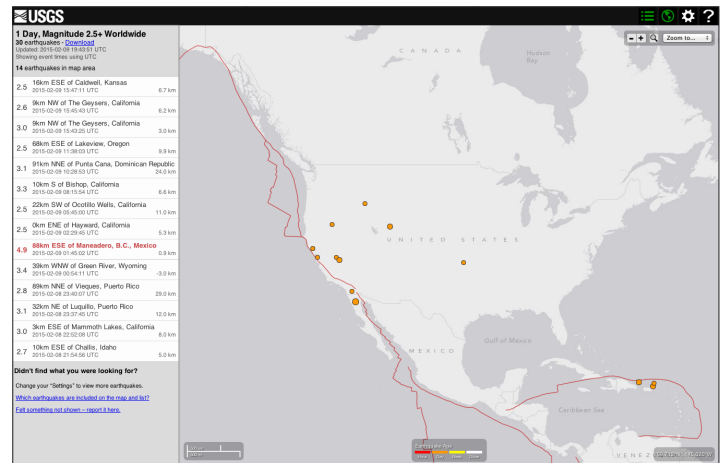 USGS
1 Day, Magnitude 2.5+ Worldwide
30 earthquakes - Download
Updated: 2015-02-09 19:43:51 UTC
Showing event times using UTC
14 earthquakes in map area
2.5 16km ESE of Caldwell, Kansas
2015-02-09 15:47:11 UTC 6.7 km
2.6 9km NW of The Geysers, California
2015-02-09 15:45:43 UTC 6.2 km
3.0 9km NW of The Geysers, California
2015-02-09 15:43:25 UTC 3.0 km
2.5 68km ESE of Lakeview, Oregon
2015-02-09 11:38:03 UTC 9.9 km
3.1 91km NNE of Punta Cana, Dominican Republic
2015-02-09 10:28:53 UTC 24.0 km
3.3 10km S of Bishop, California
2015-02-09 08:15:54 UTC 6.6 km
2.5 22km SW of Ocotillo Wells, California
2015-02-09 05:45:00 UTC 11.0 km
2.5 0km ENE of Hayward, California
2015-02-09 02:29:45 UTC 5.3 km
4.9 88km ESE of Maneadero, B.C., Mexico
2015-02-09 01:45:02 UTC 0.9 km
3.4 39km WNW of Green River, Wyoming
2015-02-09 00:54:11 UTC -3.0 km
2.8 89km NNE of Vieques, Puerto Rico
2015-02-08 23:40:07 UTC 29.0 km
3.1 32km NE of Luquillo, Puerto Rico
2015-02-08 23:37:45 UTC 12.0 km
3.0 3km ESE of Mammoth Lakes, California
2015-02-08 22:52:08 UTC 8.0 km
2.7 10km ESE of Challis, Idaho
2015-02-08 21:54:56 UTC 5.0 km
Didn't find what you were looking for?
Change your "Settings" to view more earthquakes.
Which earthquakes are included on the map and list?
Felt something not shown – report it here.
- + Zoom to...
CANADA
Hudson
Bay
UNITED STATES
Gulf of Mexico
MEXICO
Caribbean Sea
Earthquake Age
Hour Day Week Older